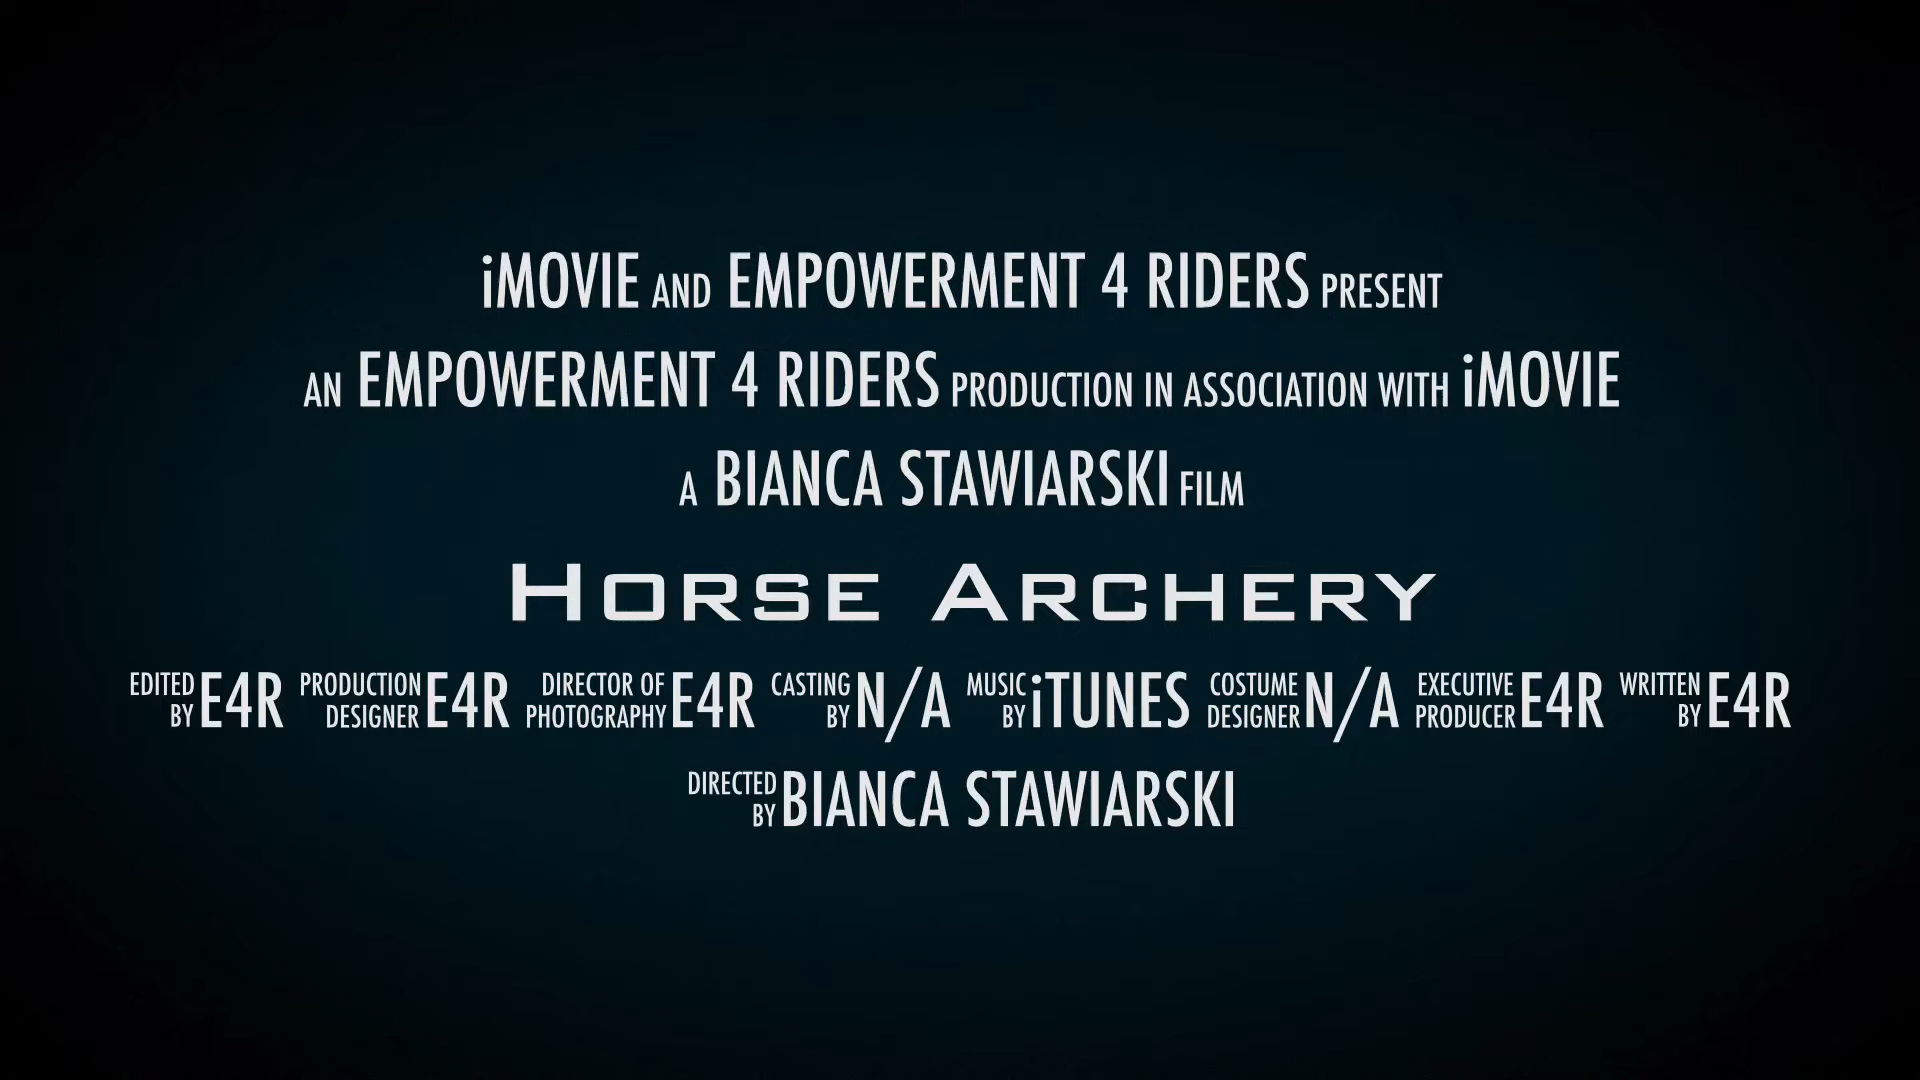 iMOVIE AND EMPOWERMENT 4 RIDERS PRESENT
AN EMPOWERMENT 4 RIDERS PRODUCTION IN ASSOCIATION WITH iMOVIE
A BIANCA STAWIARSKI FILM
HORSE ARCHERY
EDITED BY E4R PRODUCTION DESIGNER E4R DIRECTOR OF PHOTOGRAPHY E4R CASTING BY N/A MUSIC BY iTUNES COSTUME DESIGNER N/A EXECUTIVE PRODUCER E4R WRITTEN BY E4R
DIRECTED BY BIANCA STAWIARSKI